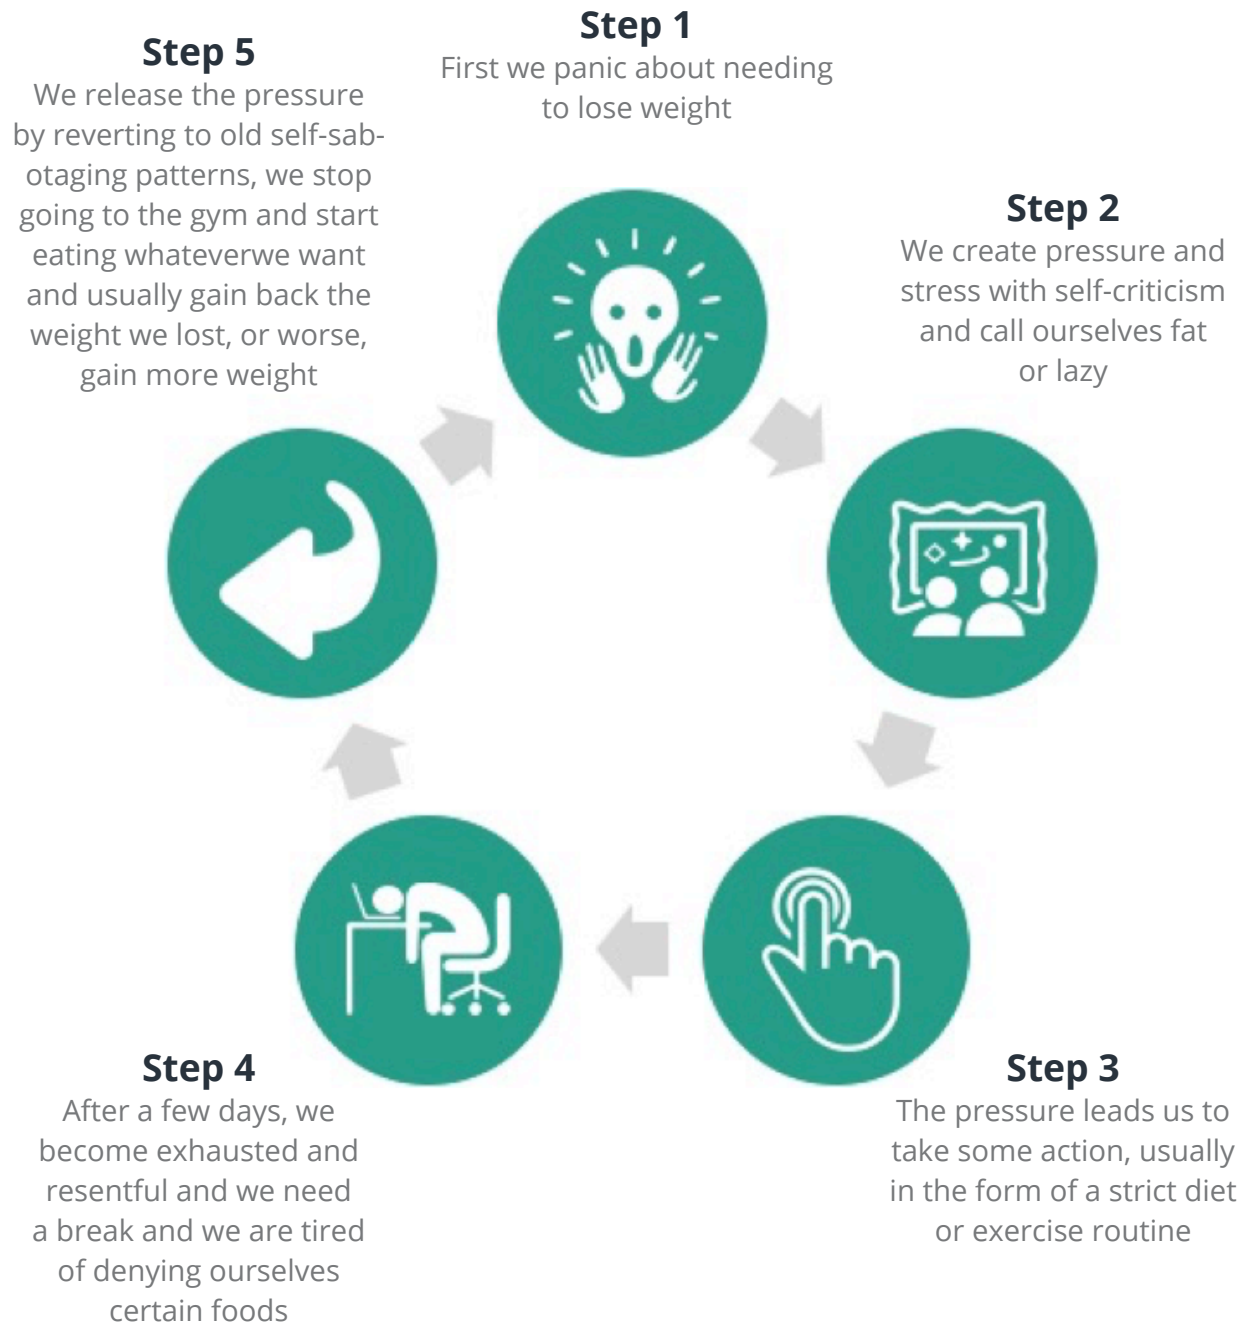 Step 1
First we panic about needing
to lose weight
Step 2
We create pressure and
stress with self-criticism
and call ourselves fat
or lazy
Step 3
The pressure leads us to
take some action, usually
in the form of a strict diet
or exercise routine
Step 4
After a few days, we
become exhausted and
resentful and we need
a break and we are tired
of denying ourselves
certain foods
Step 5
We release the pressure
by reverting to old self-sab-
otaging patterns, we stop
going to the gym and start
eating whateverwe want
and usually gain back the
weight we lost, or worse,
gain more weight